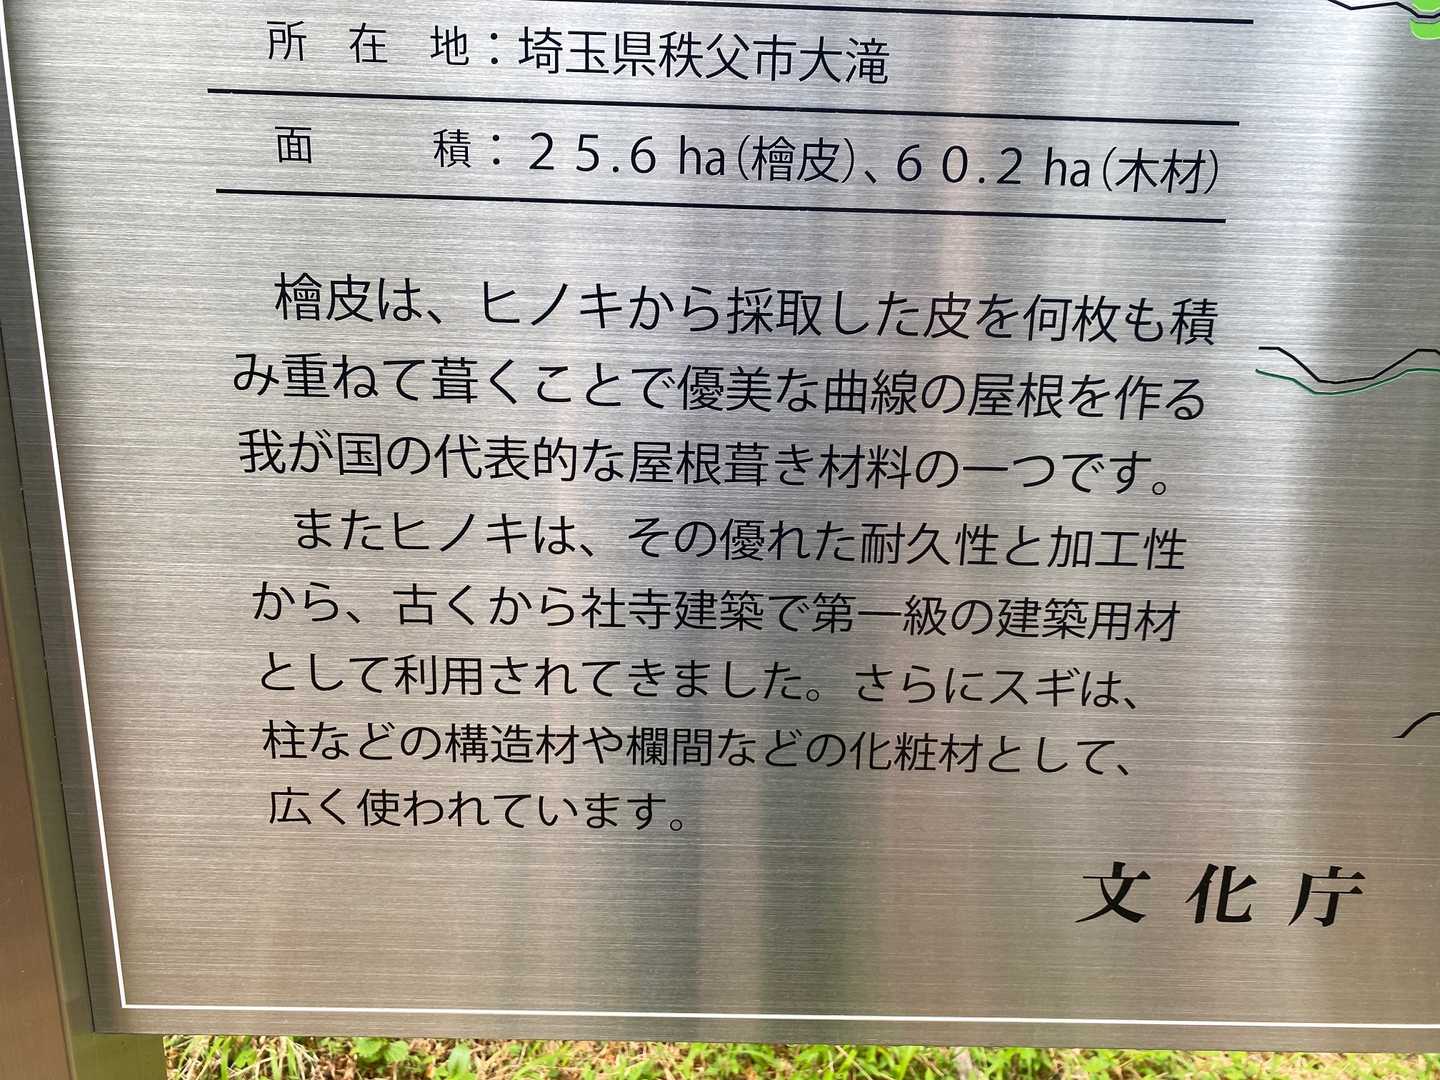 所在地：埼玉県秩父市大滝
面積：２５.６ ha（檜皮）、６０.２ ha（木材）
檜皮は、ヒノキから採取した皮を何枚も積
み重ねて葺くことで優美な曲線の屋根を作る
我が国の代表的な屋根葺き材料の一つです。
またヒノキは、その優れた耐久性と加工性
から、古くから社寺建築で第一級の建築用材
として利用されてきました。さらにスギは、
柱などの構造材や欄間などの化粧材として、
広く使われています。
文化庁